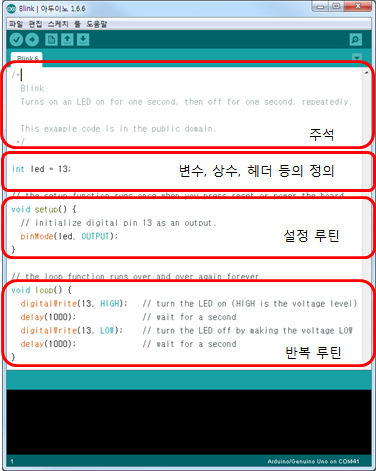 Blink | 아두이노 1.6.6
파일 편집 스케치 툴 도움말
Blink §
/*
Blink
Turns on an LED on for one second, then off for one second, repeatedly.
This example code is in the public domain.
*/
주석
int led = 13;
변수, 상수, 헤더 등의 정의
// the setup function runs once when you press reset or power the board
void setup() {
// initialize digital pin 13 as an output.
pinMode(led, OUTPUT);
}
설정 루틴
// the loop function runs over and over again forever
void loop() {
digitalWrite(13, HIGH); // turn the LED on (HIGH is the voltage level)
delay(1000); // wait for a second
digitalWrite(13, LOW); // turn the LED off by making the voltage LOW
delay(1000); // wait for a second
}
반복 루틴
1 Arduino/Genuino Uno on COM41